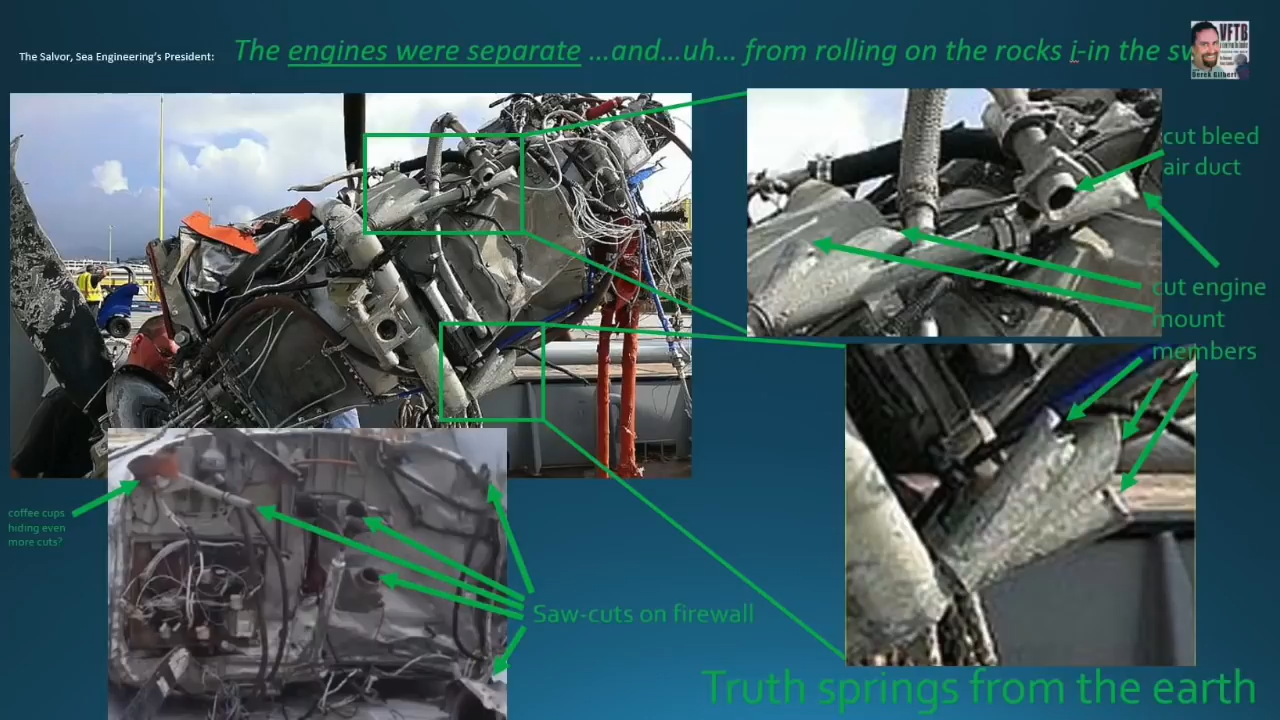 The Salvor, Sea Engineering's President: The engines were separate ...and...uh... from rolling on the rocks i-in the sw
VFTB
Derek Gilbert
cut bleed
air duct
cut engine
mount
members
coffee cups
hiding even
more cuts?
Saw-cuts on firewall
Truth springs from the earth